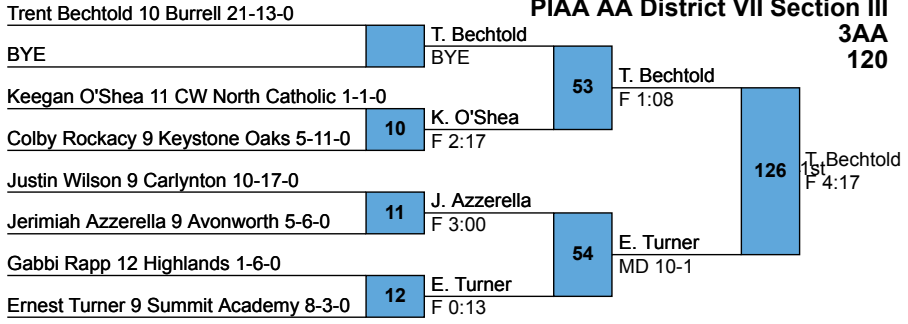 PIAA AA District VII Section III
3AA
120
Trent Bechtold 10 Burrell 21-13-0
BYE
Keegan O'Shea 11 CW North Catholic 1-1-0
Colby Rockacy 9 Keystone Oaks 5-11-0
Justin Wilson 9 Carlynton 10-17-0
Jerimiah Azzerella 9 Avonworth 5-6-0
Gabbi Rapp 12 Highlands 1-6-0
Ernest Turner 9 Summit Academy 8-3-0
10
11
12
T. Bechtold
BYE
K. O'Shea
F 2:17
J. Azzerella
F 3:00
E. Turner
F 0:13
53
54
T. Bechtold
F 1:08
E. Turner
MD 10-1
126
1st
T. Bechtold
F 4:17